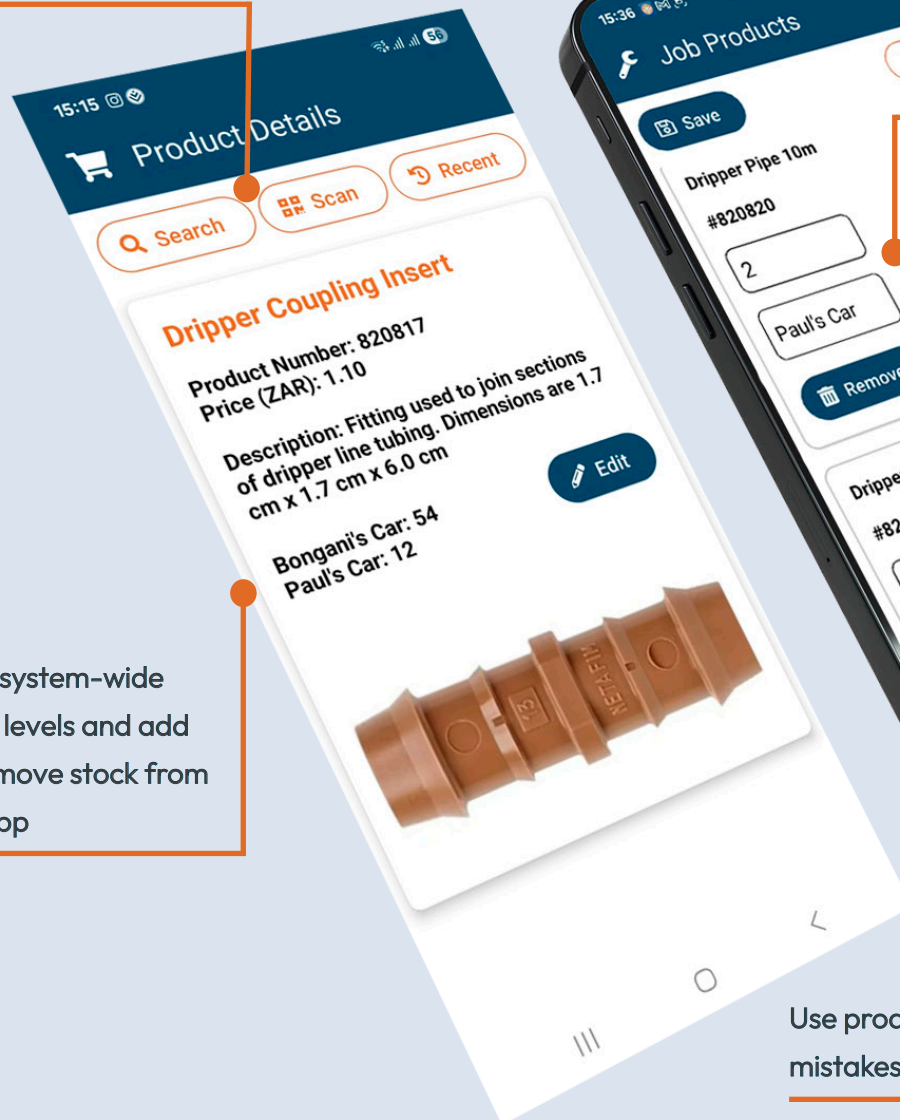 15:15
56
Product Details
Search
Scan
Recent
Dripper Coupling Insert
Product Number: 820817
Price (ZAR): 1.10
Description: Fitting used to join sections
of dripper line tubing. Dimensions are 1.7
cm x 1.7 cm x 6.0 cm
Edit
Bongani's Car: 54
Paul's Car: 12
13
NETAFIM
system-wide
levels and add
move stock from
15:36
Job Products
Save
Dripper Pipe 10m
#820820
2
Paul's Car
Remove
Dripper
#82
Use
mistakes